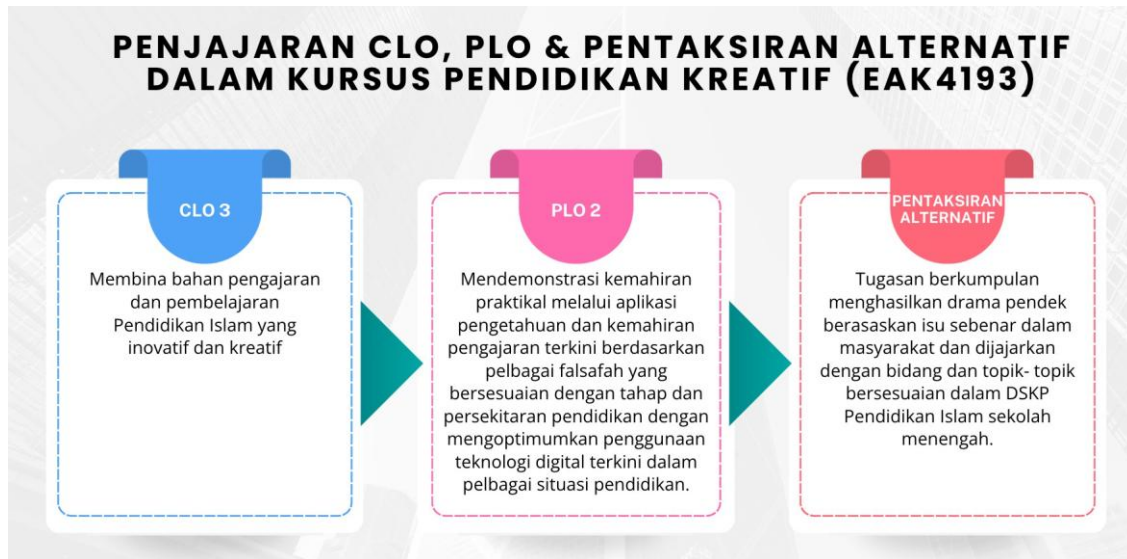 PENJAJARAN CLO, PLO & PENTAKSIRAN ALTERNATIF
DALAM KURSUS PENDIDIKAN KREATIF (EAK4193)
CLO 3
Membina bahan pengajaran
dan pembelajaran
Pendidikan Islam yang
inovatif dan kreatif
PLO 2
Mendemonstrasi kemahiran
praktikal melalui aplikasi
pengetahuan dan kemahiran
pengajaran terkini berdasarkan
pelbagai falsafah yang
bersesuaian dengan tahap dan
persekitaran pendidikan dengan
mengoptimumkan penggunaan
teknologi digital terkini dalam
pelbagai situasi pendidikan.
PENTAKSIRAN
ALTERNATIF
Tugasan berkumpulan
menghasilkan drama pendek
berasaskan isu sebenar dalam
masyarakat dan dijajarkan
dengan bidang dan topik- topik
bersesuaian dalam DSKP
Pendidikan Islam sekolah
menengah.